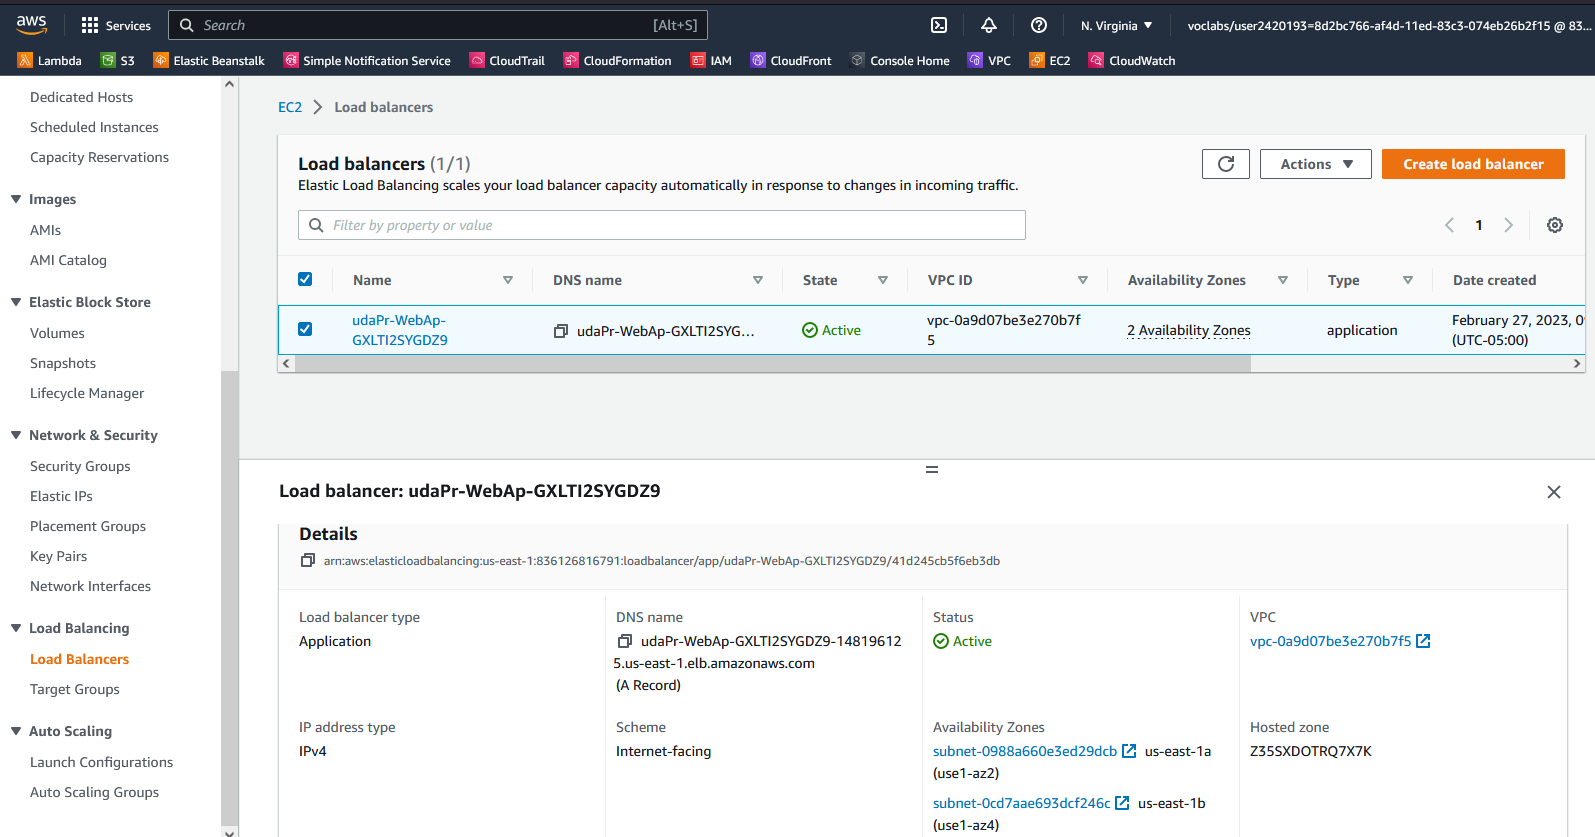 aws
Services
Search
[Alt+S]
N. Virginia
voclabs/user2420193=8d2bc766-af4d-11ed-83c3-074eb26b2f15 @ 83...
Lambda
S3
Elastic Beanstalk
Simple Notification Service
CloudTrail
CloudFormation
IAM
CloudFront
Console Home
VPC
EC2
CloudWatch
Dedicated Hosts
Scheduled Instances
Capacity Reservations
Images
AMIs
AMI Catalog
Elastic Block Store
Volumes
Snapshots
Lifecycle Manager
Network & Security
Security Groups
Elastic IPs
Placement Groups
Key Pairs
Network Interfaces
Load Balancing
Load Balancers
Target Groups
Auto Scaling
Launch Configurations
Auto Scaling Groups
EC2
Load balancers
Load balancers (1/1)
Elastic Load Balancing scales your load balancer capacity automatically in response to changes in incoming traffic.
Actions
Create load balancer
Filter by property or value
1
Name
DNS name
State
VPC ID
Availability Zones
Type
Date created
udaPr-WebAp-
GXLTI2SYGDZ9
udaPr-WebAp-GXLTI2SYG...
Active
vpc-0a9d07be3e270b7f
5
2 Availability Zones
application
February 27, 2023,
(UTC-05:00)
Load balancer: udaPr-WebAp-GXLTI2SYGDZ9
Details
arn:aws:elasticloadbalancing:us-east-1:836126816791:loadbalancer/app/udaPr-WebAp-GXLTI2SYGDZ9/41d245cb5f6eb3db
Load balancer type
Application
DNS name
udaPr-WebAp-GXLTI2SYGDZ9-14819612
5.us-east-1.elb.amazonaws.com
(A Record)
Status
Active
VPC
vpc-0a9d07be3e270b7f5
IP address type
IPv4
Scheme
Internet-facing
Availability Zones
subnet-0988a660e3ed29dcb us-east-1a
(use1-az2)
subnet-0cd7aae693dcf246c us-east-1b
(use1-az4)
Hosted zone
Z35SXDOTRQ7X7K